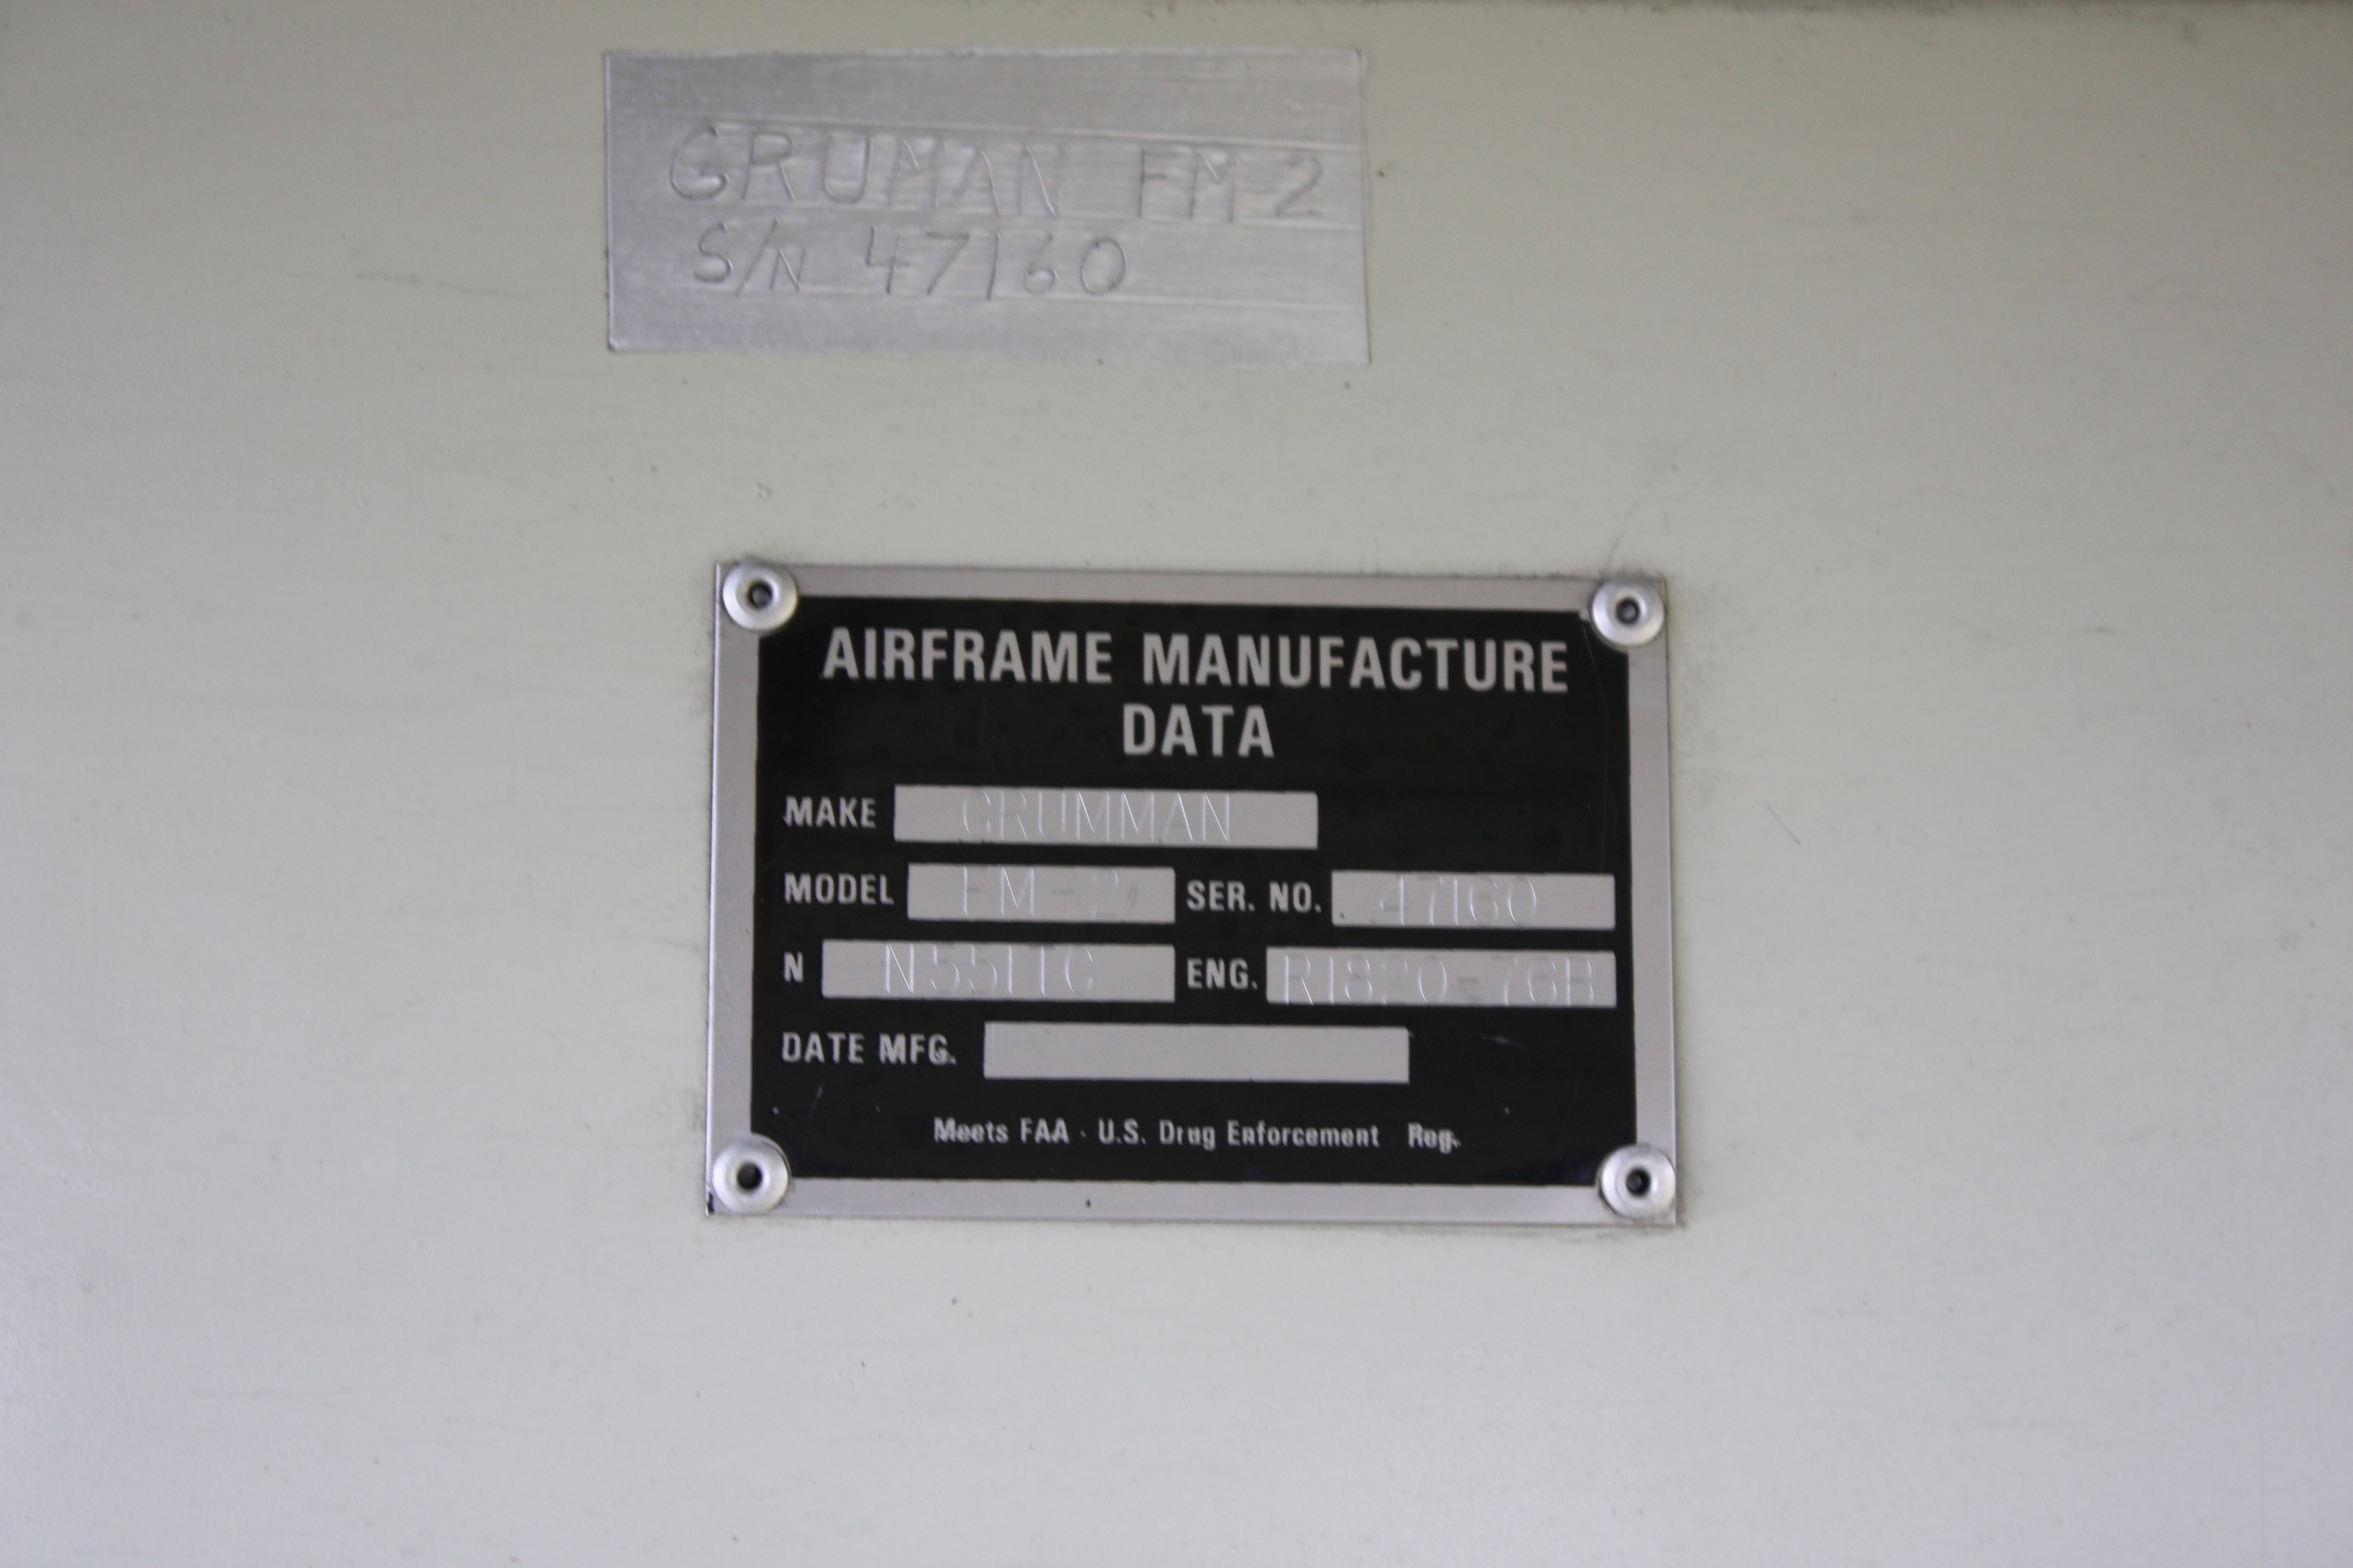 GRUMAN FM-2
S/N 47160
AIRFRAME MANUFACTURE
DATA
MAKE GRUMMAN
MODEL FM-2 SER. NO. 47160
N N551TC ENG. R1820-76B
DATE MFG.
Meets FAA - U.S. Drug Enforcement Reg.